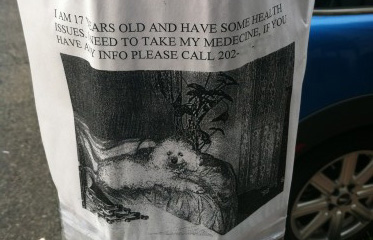 I AM 17 YEARS OLD AND HAVE SOME HEALTH
ISSUES. NEED TO TAKE MY MEDECINE, IF YOU
HAVE ANY INFO PLEASE CALL 202-